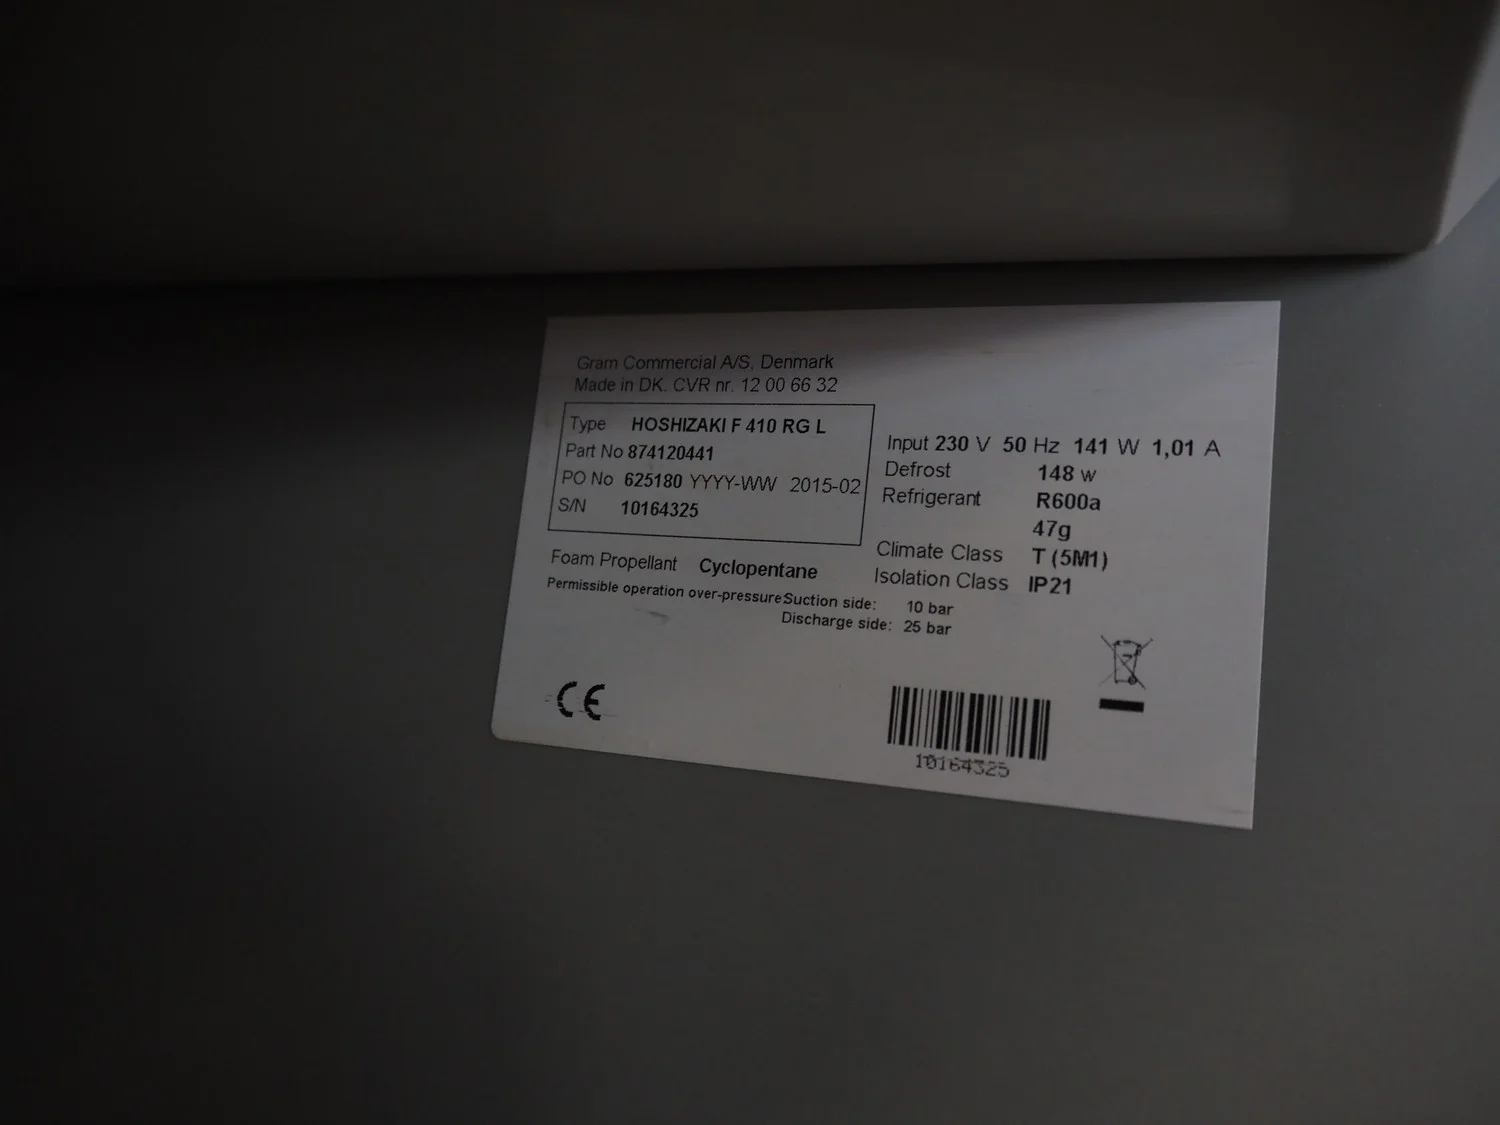 Gram Commercial A/S, Denmark
Made in DK. CVR nr. 12 00 66 32
Type HOSHIZAKI F 410 RG L
Part No 874120441
PO No 625180 YYYY-WW 2015-02
S/N 10164325
Input 230 V 50 Hz 141 W 1,01 A
Defrost 148 W
Refrigerant R600a
47g
Climate Class T (5M1)
Isolation Class IP21
Foam Propellant Cyclopentane
Permissible operation over-pressure Suction side: 10 bar
Discharge side: 25 bar
CE
10164325